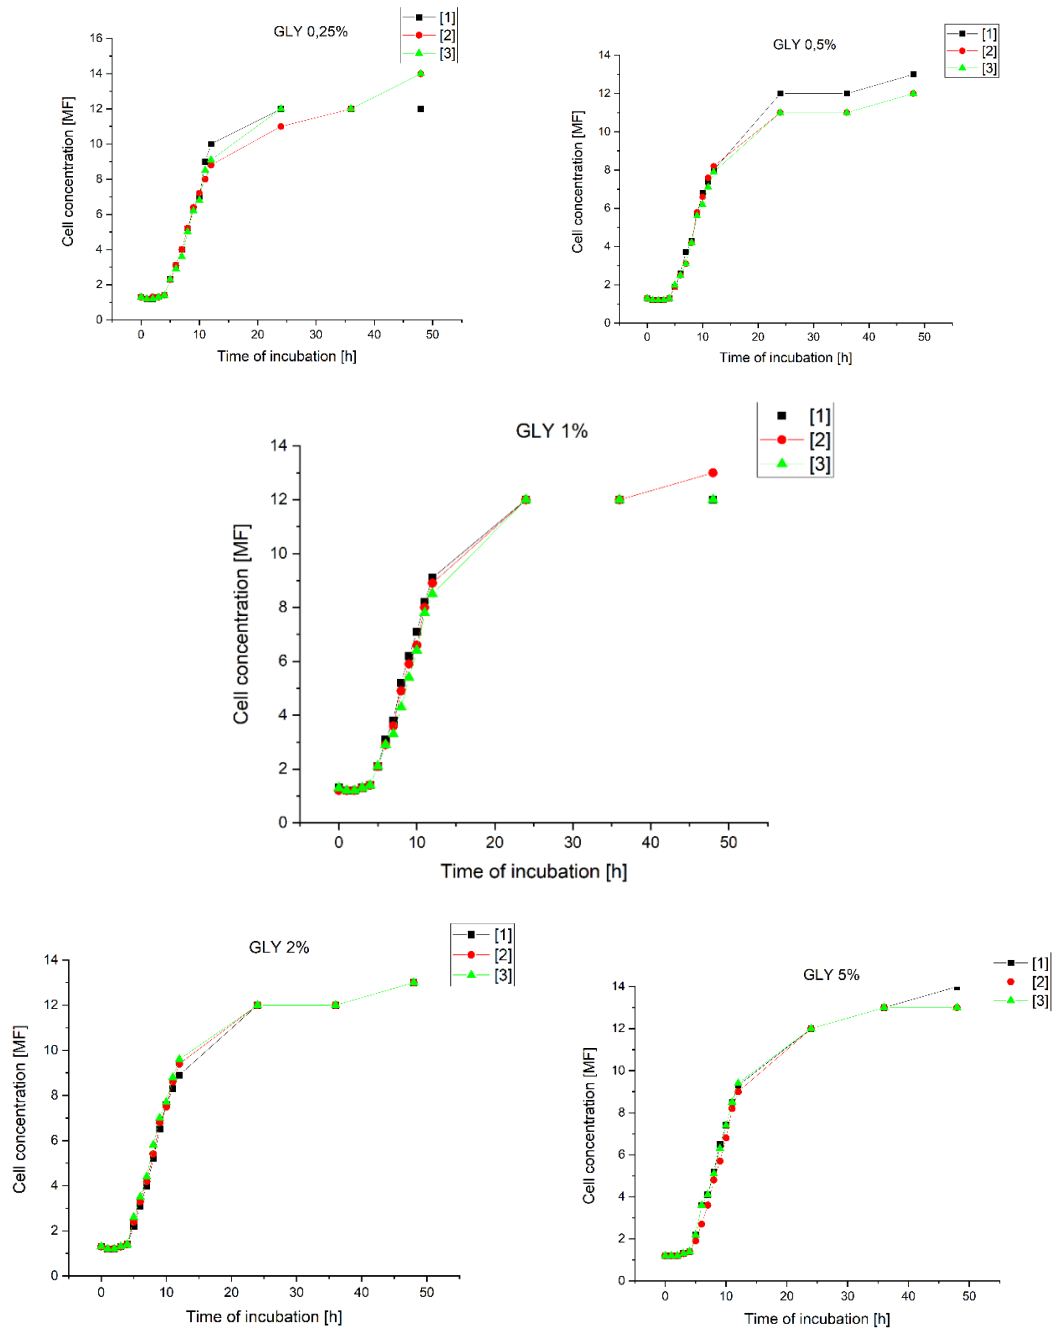 GLY 0,25%
[1]
[2]
[3]
16
14
12
10
8
6
4
2
0
Cell concentration [MF]
0 10 20 30 40 50
Time of incubation [h]
GLY 0,5%
[1]
[2]
[3]
14
12
10
8
6
4
2
0
Cell concentration [MF]
0 10 20 30 40 50
Time of incubation [h]
GLY 1%
[1]
[2]
[3]
14
12
10
8
6
4
2
0
Cell concentration [MF]
0 10 20 30 40 50
Time of incubation [h]
GLY 2%
[1]
[2]
[3]
14
12
10
8
6
4
2
0
Cell concentration [MF]
0 10 20 30 40 50
Time of incubation [h]
GLY 5%
[1]
[2]
[3]
14
12
10
8
6
4
2
0
Cell concentration [MF]
0 10 20 30 40 50
Time of incubation [h]